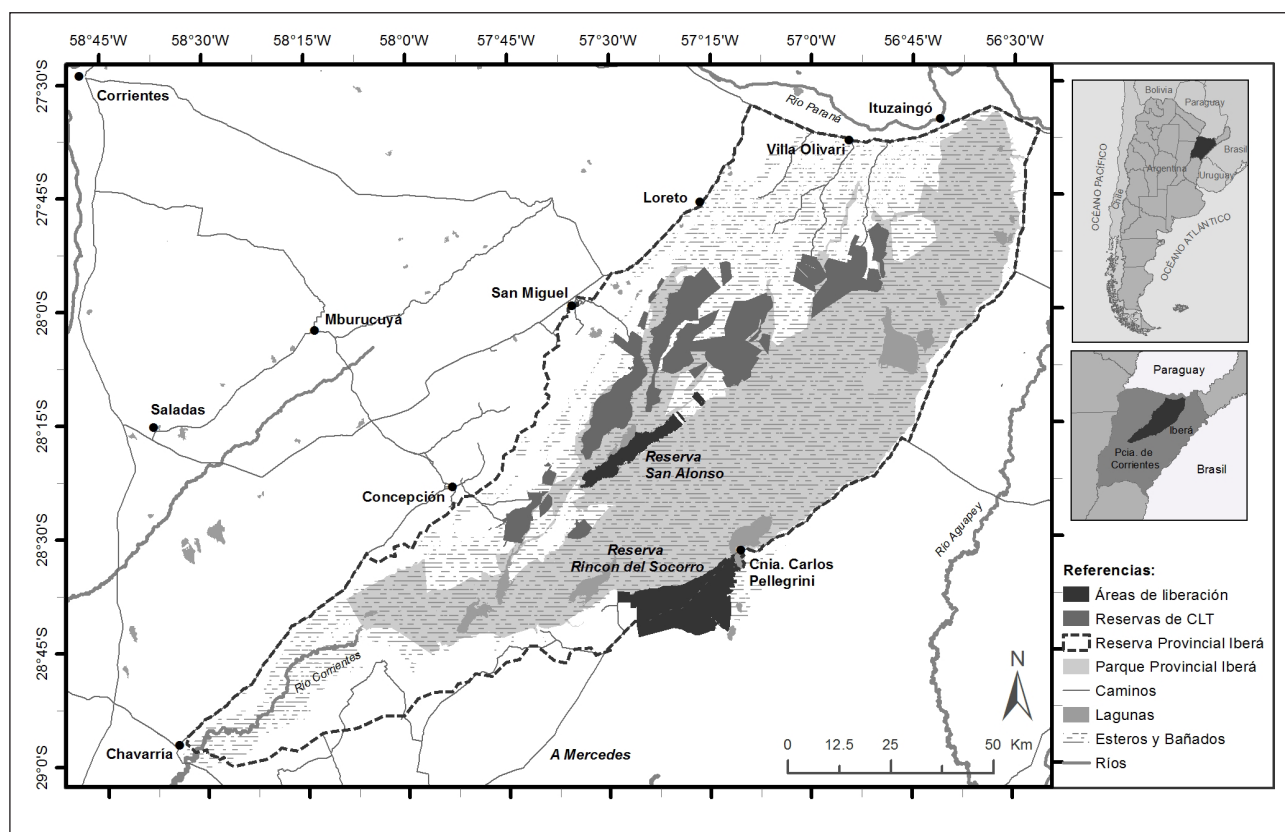 58°45'W
58°30'W
58°15'W
58°0'W
57°45'W
57°30'W
57°15'W
57°0'W
56°45'W
56°30'W
27°30'S
27°45'S
28°0'S
28°15'S
28°30'S
28°45'S
29°0'S
Corrientes
Río Paraná
Ituzaingó
Villa Olivari
Loreto
San Miguel
Mburucuyá
Saladas
Reserva
San Alonso
Concepción
Reserva
Rincon del Socorro
Cnia. Carlos
Pellegrini
Río Aguapey
Río Corrientes
Chavarría
A Mercedes
N
0 12.5 25 50 Km
Bolivia
Paraguay
Brasil
Argentina
Uruguay
Chile
OCÉANO PACÍFICO
OCÉANO ATLÁNTICO
Paraguay
Iberá
Pcia. de
Corrientes
Brasil
Referencias:
Áreas de liberación
Reservas de CLT
Reserva Provincial Iberá
Parque Provincial Iberá
Caminos
Lagunas
Esteros y Bañados
Ríos